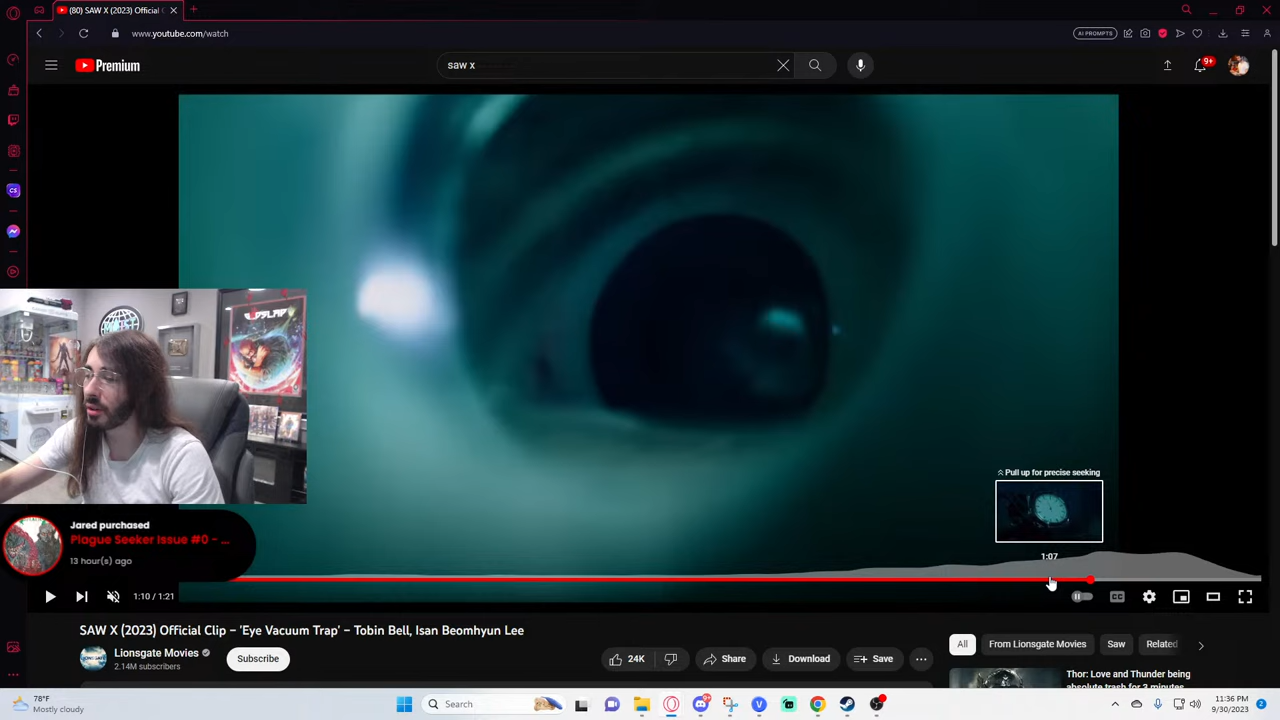 (80) SAW X (2023) Official C
www.youtube.com/watch
AI PROMPTS
Premium
saw x
9+
Pull up for precise seeking
1:07
Jared purchased
Plague Seeker Issue #0 - ...
13 hour(s) ago
1:10 / 1:21
CC
SAW X (2023) Official Clip – 'Eye Vacuum Trap' – Tobin Bell, Isan Beomhyun Lee
Lionsgate Movies
2.14M subscribers
Subscribe
24K
Share
Download
Save
All
From Lionsgate Movies
Saw
Related
Thor: Love and Thunder being
absolute trash for 3 minutes
78°F
Mostly cloudy
Search
11:36 PM
9/30/2023
2